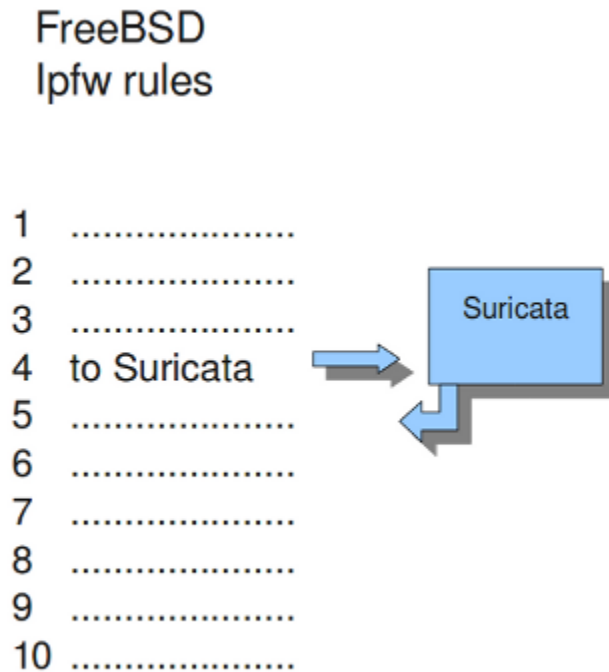 FreeBSD
Ipfw rules
1 .....................
2 .....................
3 .....................
4 to Suricata
Suricata
5 .....................
6 .....................
7 .....................
8 .....................
9 .....................
10 .....................